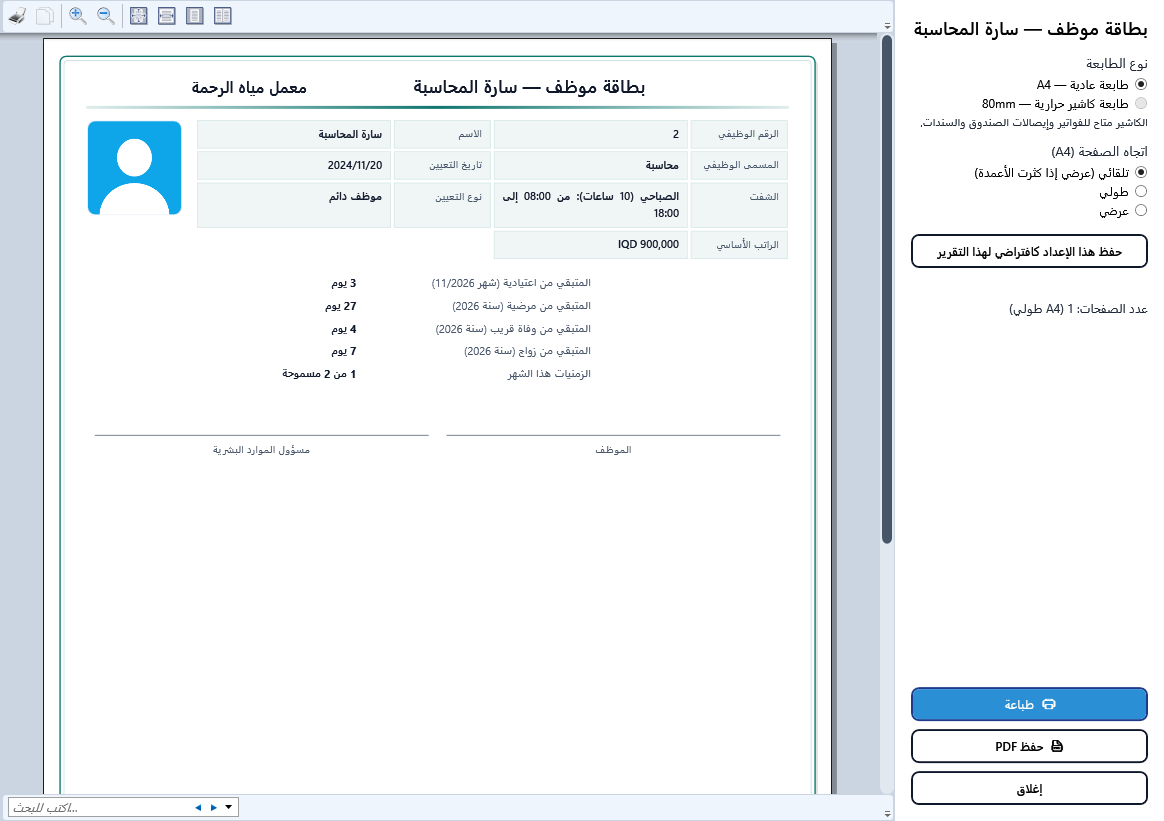 بطاقة موظف — سارة المحاسبة
نوع الطابعة
طابعة عادية — A4
طابعة كاشير حرارية — 80mm
الكاشير متاح للفواتير وإيصالات الصندوق والسندات.
اتجاه الصفحة (A4)
تلقائي (عرضي إذا كثرت الأعمدة)
طولي
عرضي
حفظ هذا الإعداد كافتراضي لهذا التقرير
عدد الصفحات: 1 (A4 طولي)
طباعة
حفظ PDF
إغلاق
بطاقة موظف — سارة المحاسبة معمل مياه الرحمة
الرقم الوظيفي 2 الاسم سارة المحاسبة
المسمى الوظيفي محاسبة تاريخ التعيين 2024/11/20
الشفت الصباحي (10 ساعات): من 08:00 إلى 18:00 نوع التعيين موظف دائم
الراتب الأساسي 900,000 IQD
المتبقي من اعتيادية (شهر 11/2026) 3 يوم
المتبقي من مرضية (سنة 2026) 27 يوم
المتبقي من وفاة قريب (سنة 2026) 4 يوم
المتبقي من زواج (سنة 2026) 7 يوم
الزمنيات هذا الشهر 1 من 2 مسموحة
الموظف مسؤول الموارد البشرية
اكتب للبحث...